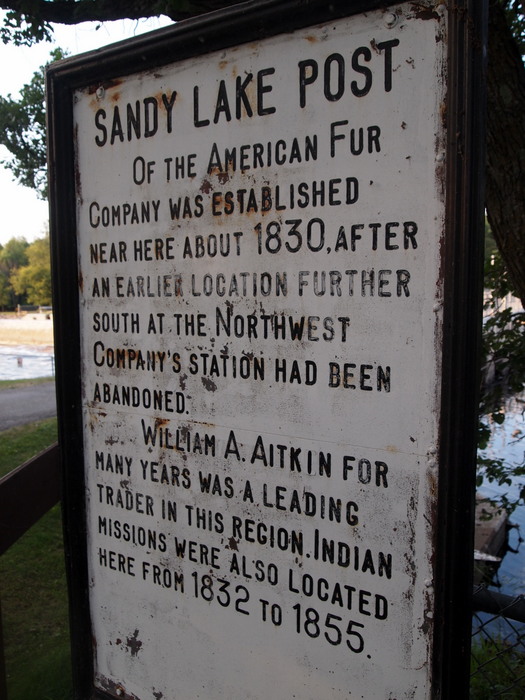 SANDY LAKE POST
OF THE AMERICAN FUR
COMPANY WAS ESTABLISHED
NEAR HERE ABOUT 1830, AFTER
AN EARLIER LOCATION FURTHER
SOUTH AT THE NORTHWEST
COMPANY'S STATION HAD BEEN
ABANDONED.
WILLIAM A. AITKIN FOR
MANY YEARS WAS A LEADING
TRADER IN THIS REGION. INDIAN
MISSIONS WERE ALSO LOCATED
HERE FROM 1832 TO 1855.